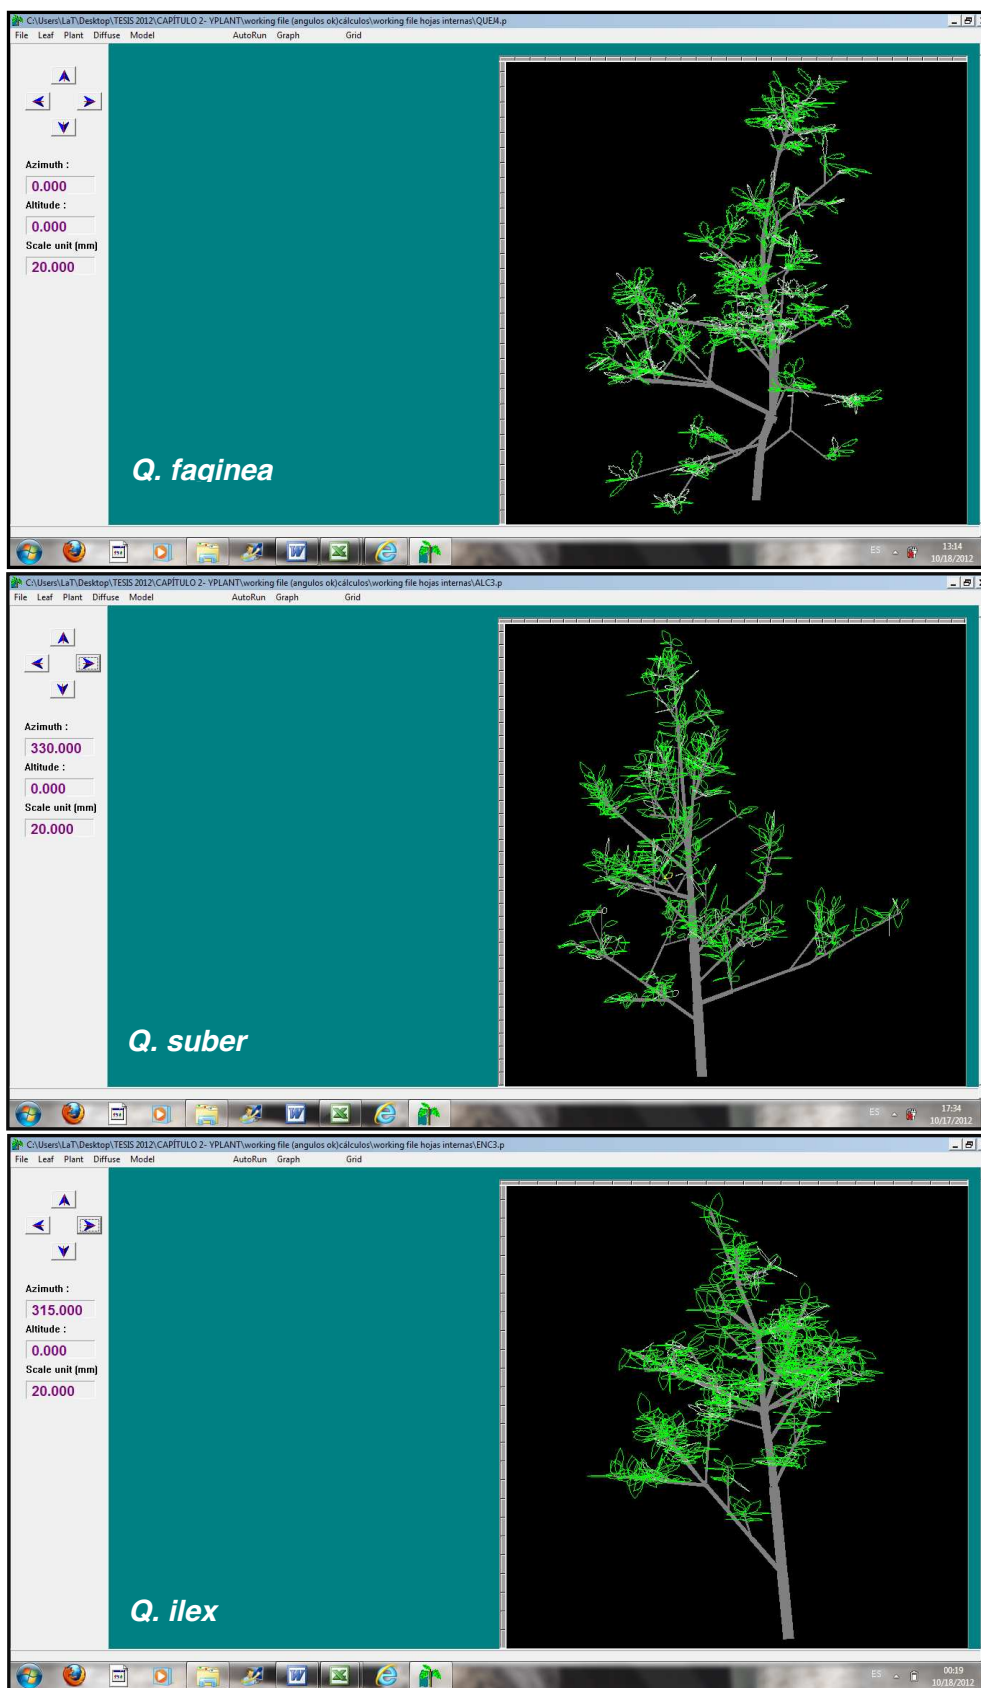 C:\Users\LaT\Desktop\TESIS 2012\CAPÍTULO 2- YPLANT\working file (angulos ok)cálculos\working file hojas internas\QUEJ4.p
File Leaf Plant Diffuse Model AutoRun Graph Grid
Azimuth :
0.000
Altitude :
0.000
Scale unit (mm)
20.000
Q. faginea
ES
13:14
10/18/2012
C:\Users\LaT\Desktop\TESIS 2012\CAPÍTULO 2- YPLANT\working file (angulos ok)cálculos\working file hojas internas\ALC3.p
File Leaf Plant Diffuse Model AutoRun Graph Grid
Azimuth :
330.000
Altitude :
0.000
Scale unit (mm)
20.000
Q. suber
ES
17:34
10/17/2012
C:\Users\LaT\Desktop\TESIS 2012\CAPÍTULO 2- YPLANT\working file (angulos ok)cálculos\working file hojas internas\ENC3.p
File Leaf Plant Diffuse Model AutoRun Graph Grid
Azimuth :
315.000
Altitude :
0.000
Scale unit (mm)
20.000
Q. ilex
ES
00:19
10/18/2012